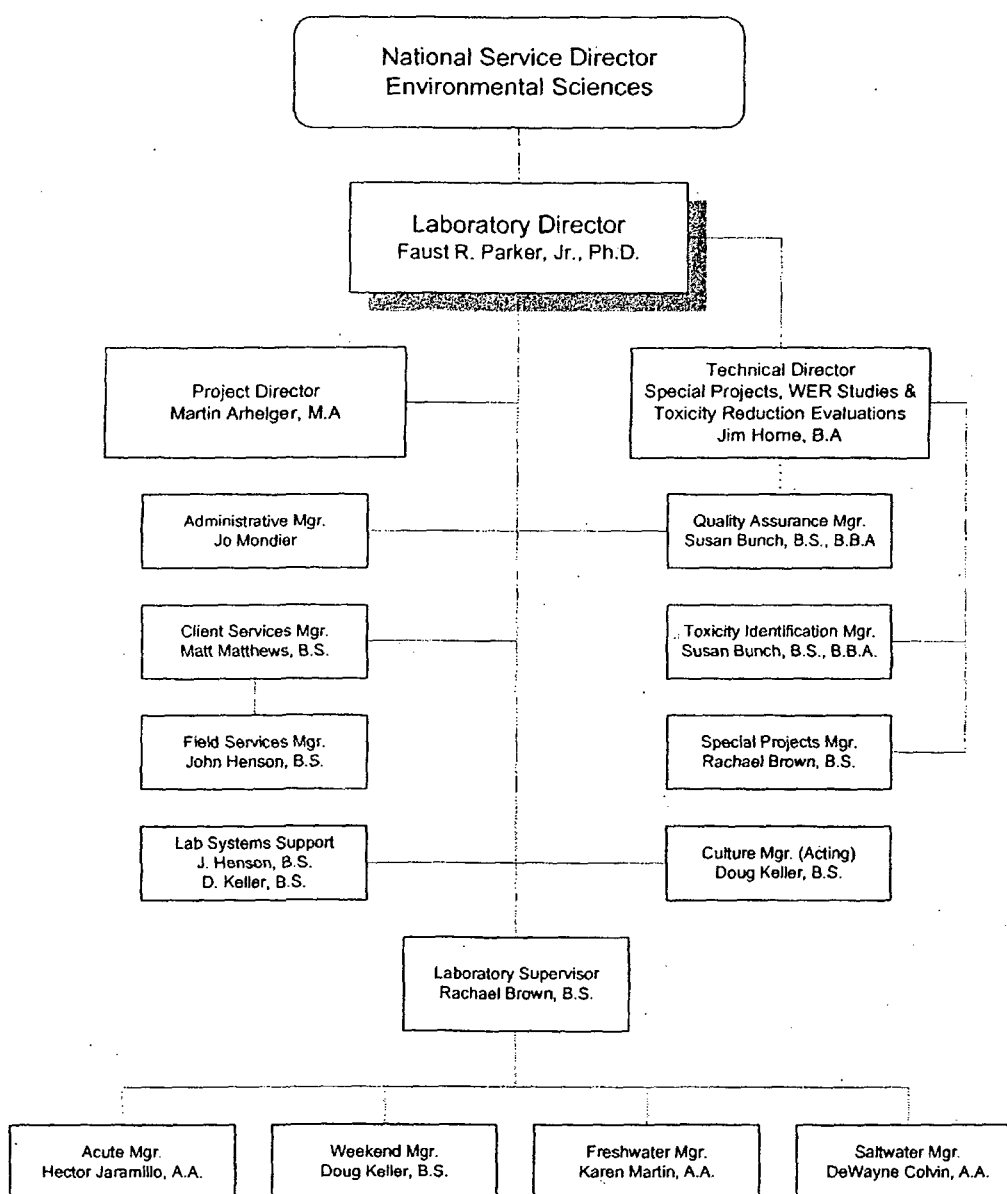 National Service Director
Environmental Sciences
Laboratory Director
Faust R. Parker, Jr., Ph.D.
Project Director
Martin Arhelger, M.A
Technical Director
Special Projects, WER Studies &
Toxicity Reduction Evaluations
Jim Horne, B.A
Administrative Mgr.
Jo Mondier
Quality Assurance Mgr.
Susan Bunch, B.S., B.B.A
Client Services Mgr.
Matt Matthews, B.S.
Toxicity Identification Mgr.
Susan Bunch, B.S., B.B.A.
Field Services Mgr.
John Henson, B.S.
Special Projects Mgr.
Rachael Brown, B.S.
Lab Systems Support
J. Henson, B.S.
D. Keller, B.S.
Culture Mgr. (Acting)
Doug Keller, B.S.
Laboratory Supervisor
Rachael Brown, B.S.
Acute Mgr.
Hector Jaramillo, A.A.
Weekend Mgr.
Doug Keller, B.S.
Freshwater Mgr.
Karen Martin, A.A.
Saltwater Mgr.
DeWayne Colvin, A.A.